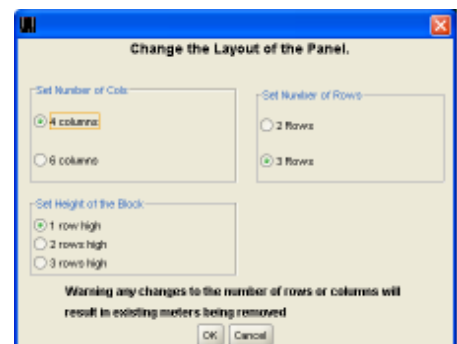 Change the Layout of the Panel.
Set Number of Cols
4 columns
6 columns
Set Number of Rows
2 Rows
3 Rows
Set Height of the Block
1 row high
2 rows high
3 rows high
Warning any changes to the number of rows or columns will
result in existing meters being removed
OK Cancel